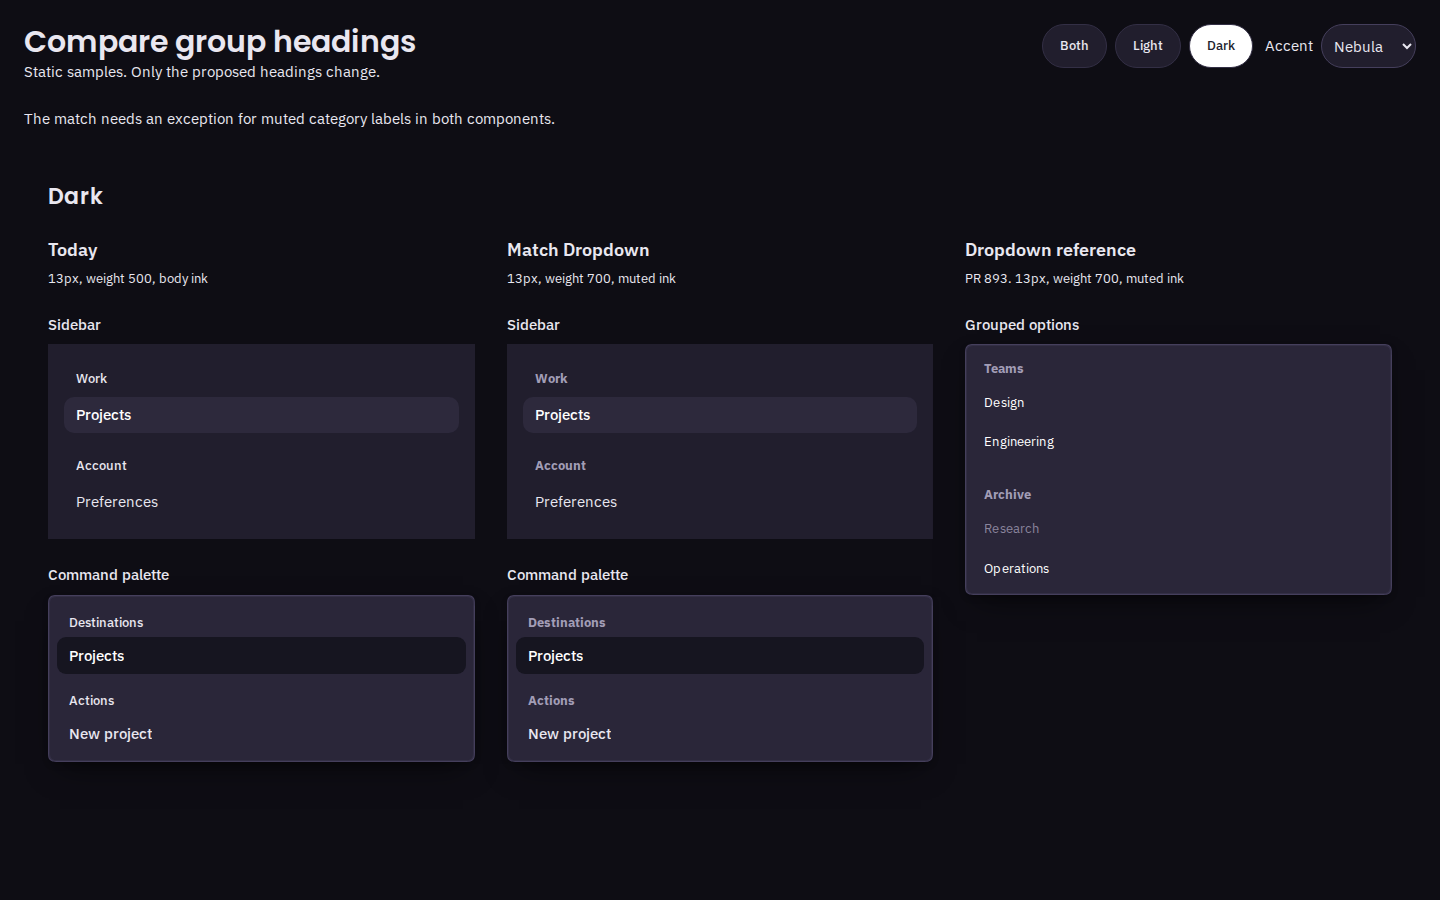 Compare group headings
Static samples. Only the proposed headings change.
Both
Light
Dark
Accent
Nebula
The match needs an exception for muted category labels in both components.
Dark
Today
13px, weight 500, body ink
Sidebar
Work
Projects
Account
Preferences
Command palette
Destinations
Projects
Actions
New project
Match Dropdown
13px, weight 700, muted ink
Sidebar
Work
Projects
Account
Preferences
Command palette
Destinations
Projects
Actions
New project
Dropdown reference
PR 893. 13px, weight 700, muted ink
Grouped options
Teams
Design
Engineering
Archive
Research
Operations